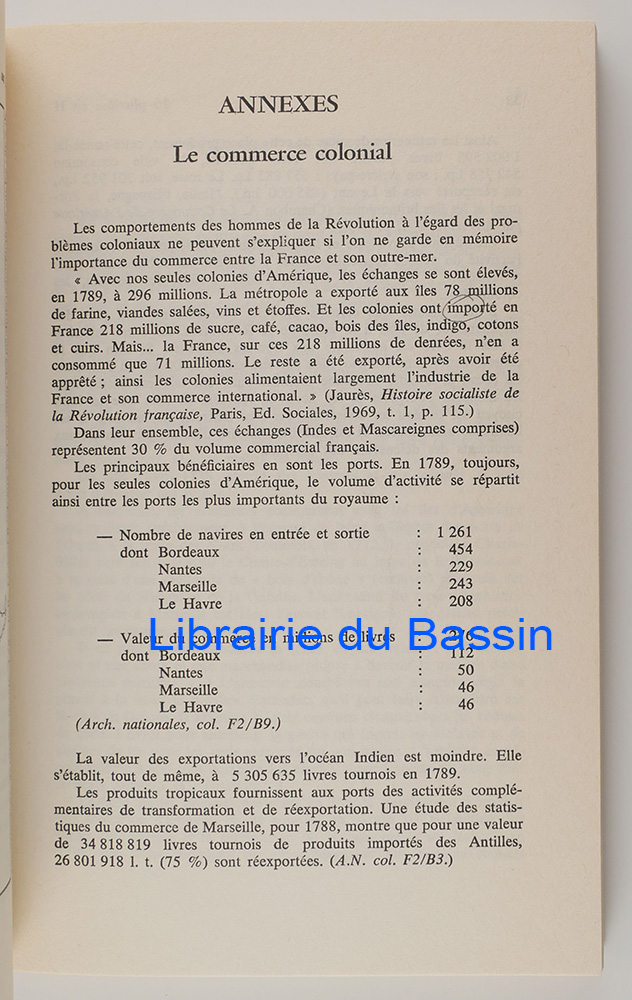 ANNEXES
Le commerce colonial
Les comportements des hommes de la Révolution à l'égard des pro-
blèmes coloniaux ne peuvent s'expliquer si l'on ne garde en mémoire
l'importance du commerce entre la France et son outre-mer.
« Avec nos seules colonies d'Amérique, les échanges se sont élevés,
en 1789, à 296 millions. La métropole a exporté aux îles 78 millions
de farine, viandes salées, vins et étoffes. Et les colonies ont importé en
France 218 millions de sucre, café, cacao, bois des îles, indigo, cotons
et cuirs. Mais... la France, sur ces 218 millions de denrées, n'en a
consommé que 71 millions. Le reste a été exporté, après avoir été
apprêté ; ainsi les colonies alimentaient largement l'industrie de la
France et son commerce international. » (Jaurès, Histoire socialiste de
la Révolution française, Paris, Ed. Sociales, 1969, t. 1, p. 115.)
Dans leur ensemble, ces échanges (Indes et Mascareignes comprises)
représentent 30 % du volume commercial français.
Les principaux bénéficiaires en sont les ports. En 1789, toujours,
pour les seules colonies d'Amérique, le volume d'activité se répartit
ainsi entre les ports les plus importants du royaume :
— Nombre de navires en entrée et sortie : 1 261
dont Bordeaux : 454
Nantes : 229
Marseille : 243
Le Havre : 208
— Valeur du commerce en millions de livres
Librairie du Bassin
dont Bordeaux : 112
Nantes : 50
Marseille : 46
Le Havre : 46
(Arch. nationales, col. F2/B9.)
La valeur des exportations vers l'océan Indien est moindre. Elle
s'établit, tout de même, à 5 305 635 livres tournois en 1789.
Les produits tropicaux fournissent aux ports des activités complé-
mentaires de transformation et de réexportation. Une étude des statis-
tiques du commerce de Marseille, pour 1788, montre que pour une valeur
de 34 818 819 livres tournois de produits importés des Antilles,
26 801 918 l. t. (75 %) sont réexportées. (A.N. col. F2/B3.)